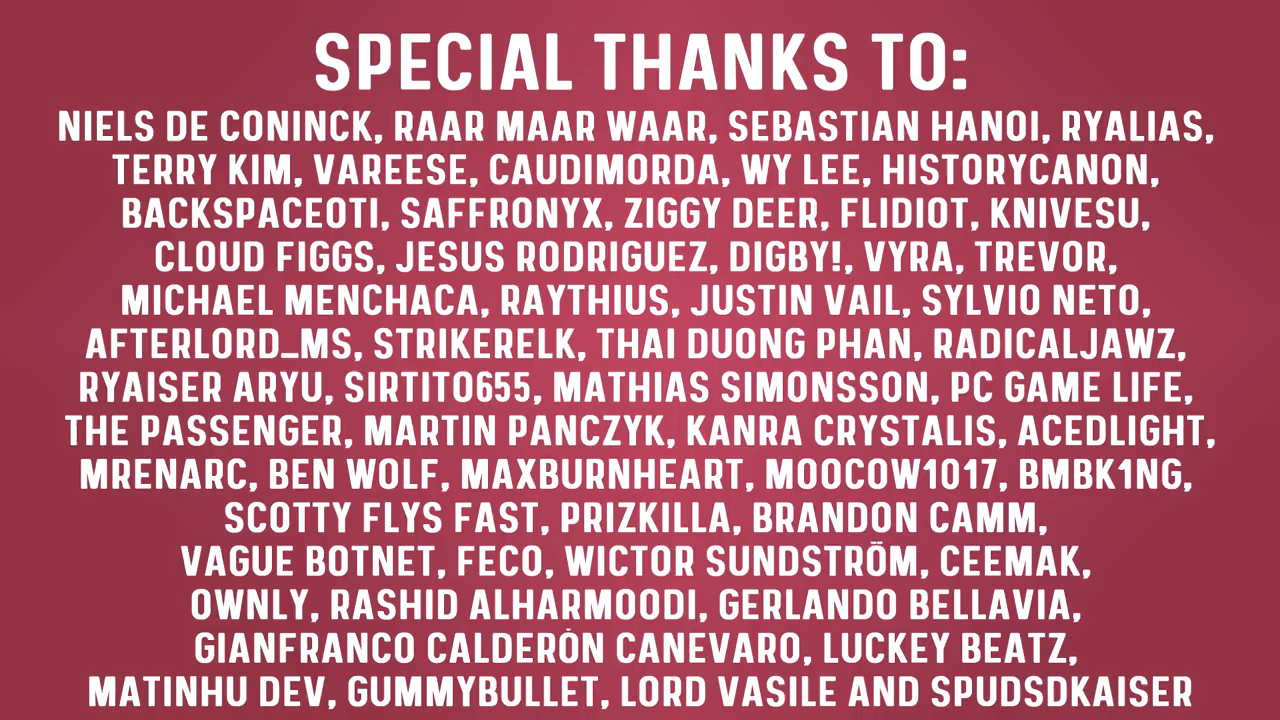 SPECIAL THANKS TO:
NIELS DE CONINCK, RAAR MAAR WAAR, SEBASTIAN HANOI, RYALIAS,
TERRY KIM, VAREESE, CAUDIMORDA, WY LEE, HISTORYCANON,
BACKSPACEOTI, SAFFRONYX, ZIGGY DEER, FLIDIOT, KNIVESU,
CLOUD FIGGS, JESUS RODRIGUEZ, DIGBY!, VYRA, TREVOR,
MICHAEL MENCHACA, RAYTHIUS, JUSTIN VAIL, SYLVIO NETO,
AFTERLORD_MS, STRIKERELK, THAI DUONG PHAN, RADICALJAWZ,
RYAISER ARYU, SIRTITO655, MATHIAS SIMONSSON, PC GAME LIFE,
THE PASSENGER, MARTIN PANCZYK, KANRA CRYSTALIS, ACEDLIGHT,
MRENARC, BEN WOLF, MAXBURNHEART, MOOCOW1017, BMBK1NG,
SCOTTY FLYS FAST, PRIZKILLA, BRANDON CAMM,
VAGUE BOTNET, FECO, WICTOR SUNDSTRÖM, CEEMAK,
OWNLY, RASHID ALHARMOODI, GERLANDO BELLAVIA,
GIANFRANCO CALDERÓN CANEVARO, LUCKEY BEATZ,
MATINHU DEV, GUMMYBULLET, LORD VASILE AND SPUDSDKAISER